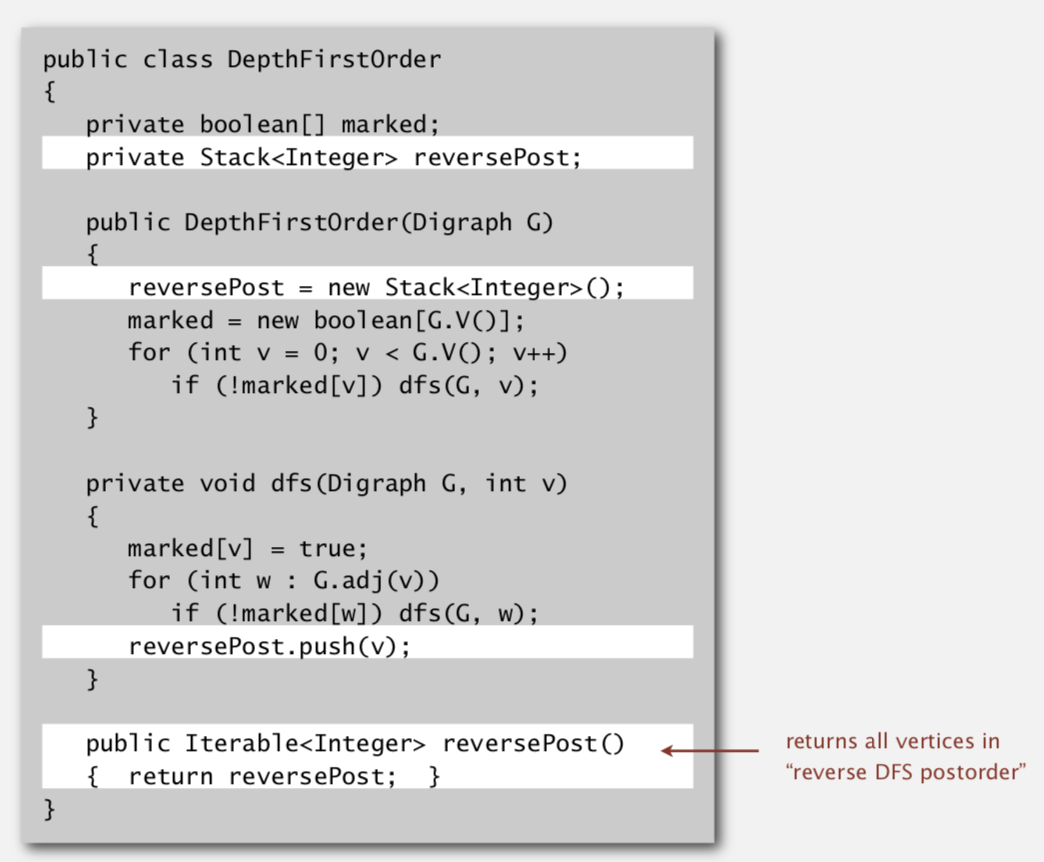 public class DepthFirstOrder
{
   private boolean[] marked;
   private Stack<Integer> reversePost;

   public DepthFirstOrder(Digraph G)
   {
      reversePost = new Stack<Integer>();
      marked = new boolean[G.V()];
      for (int v = 0; v < G.V(); v++)
         if (!marked[v]) dfs(G, v);
   }

   private void dfs(Digraph G, int v)
   {
      marked[v] = true;
      for (int w : G.adj(v))
         if (!marked[w]) dfs(G, w);
      reversePost.push(v);
   }

   public Iterable<Integer> reversePost()
   {  return reversePost;  }
}
returns all vertices in
“reverse DFS postorder”